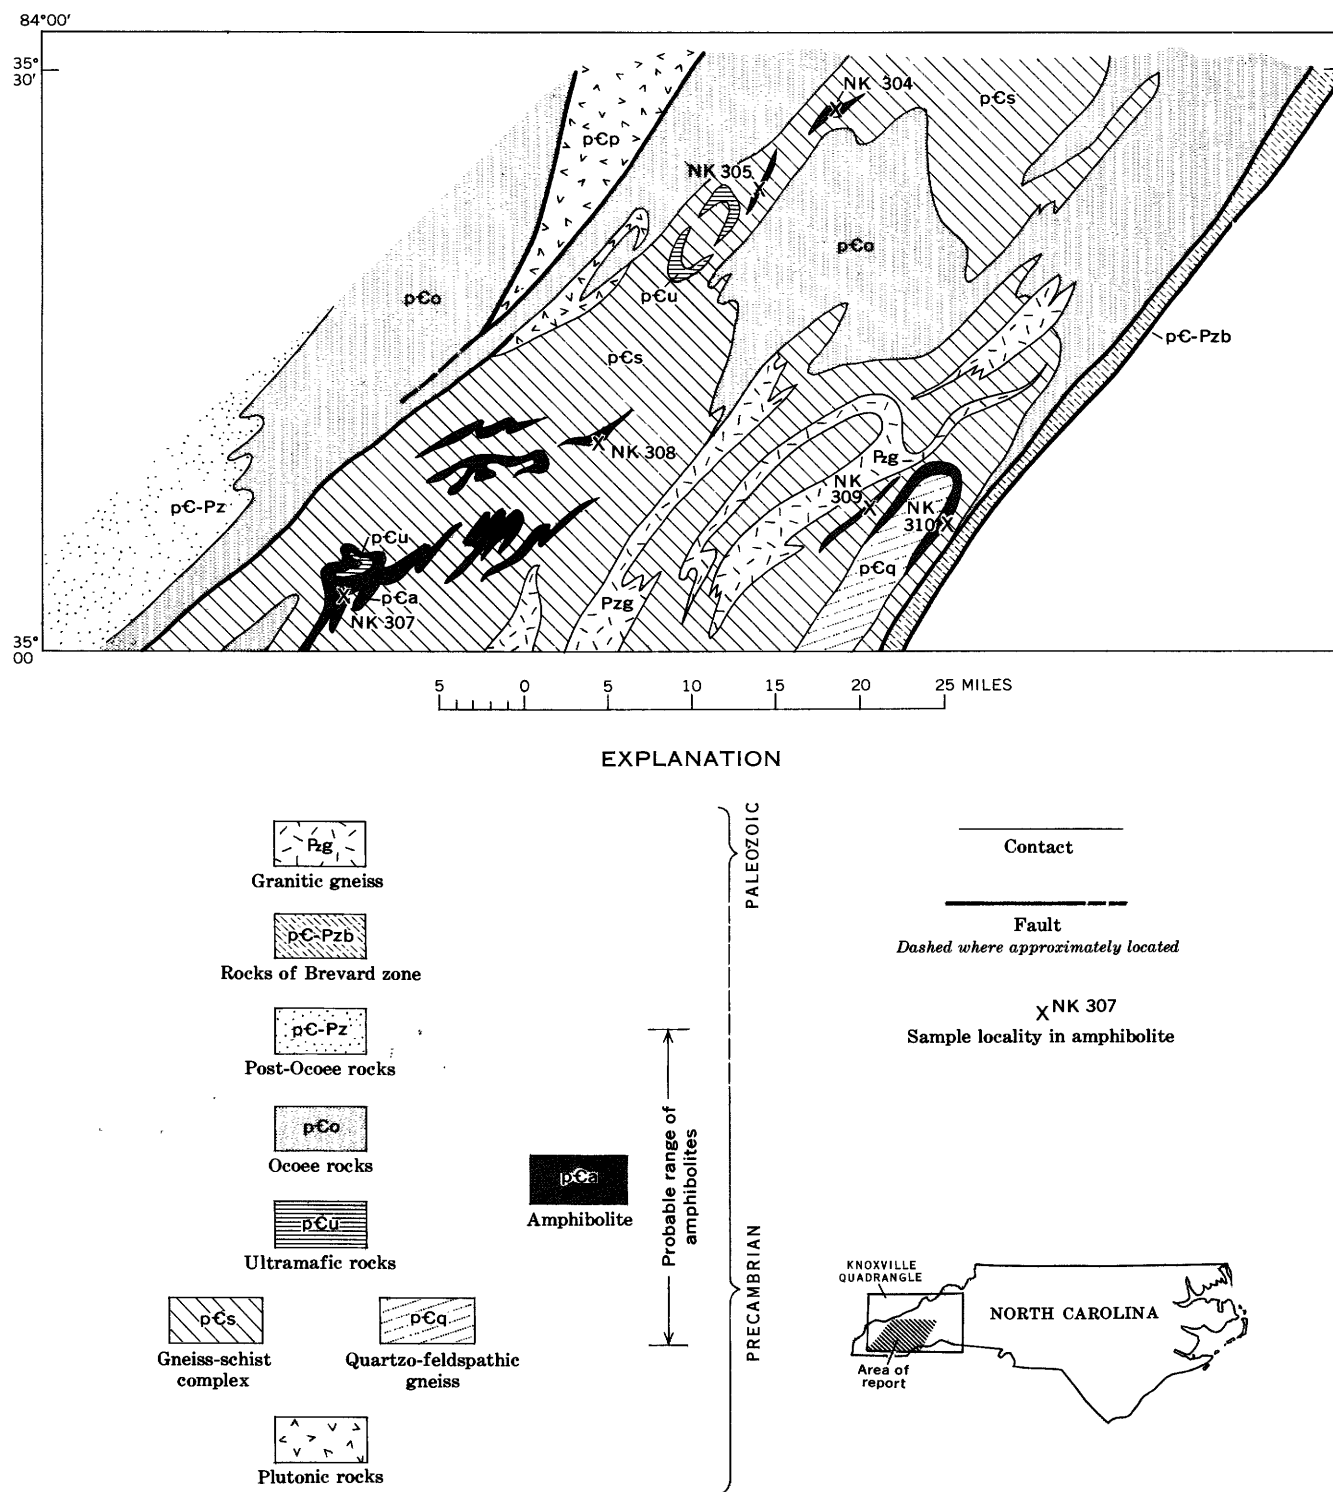 84°00′
35°
30′
NK 304
p€s
p€p
NK 305
p€o
p€o
p€u
p€-Pzb
p€s
NK 308
Pzg
NK
309
NK
310
p€-Pz
p€u
p€q
p€a
Pzg
NK 307
35°
00
5 0 5 10 15 20 25 MILES
EXPLANATION
Pzg
Granitic gneiss
p€-Pzb
Rocks of Brevard zone
p€-Pz
Post-Ocoee rocks
p€o
Ocoee rocks
p€u
Ultramafic rocks
p€s
Gneiss-schist
complex
p€q
Quartzo-feldspathic
gneiss
Plutonic rocks
p€a
Amphibolite
Probable range of
amphibolites
PALEOZOIC
PRECAMBRIAN
Contact
Fault
Dashed where approximately located
X NK 307
Sample locality in amphibolite
KNOXVILLE
QUADRANGLE
NORTH CAROLINA
Area of
report